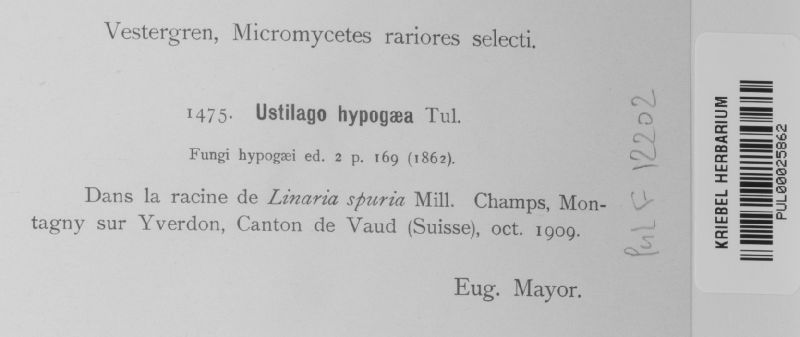 Vestergren, Micromycetes rariores selecti.
1475. Ustilago hypogæa Tul.
Fungi hypogæi ed. 2 p. 169 (1862).
Dans la racine de Linaria spuria Mill. Champs, Mon-
tagny sur Yverdon, Canton de Vaud (Suisse), oct. 1909.
Eug. Mayor.
PUL F 12202
KRIEBEL HERBARIUM
PUL00025862